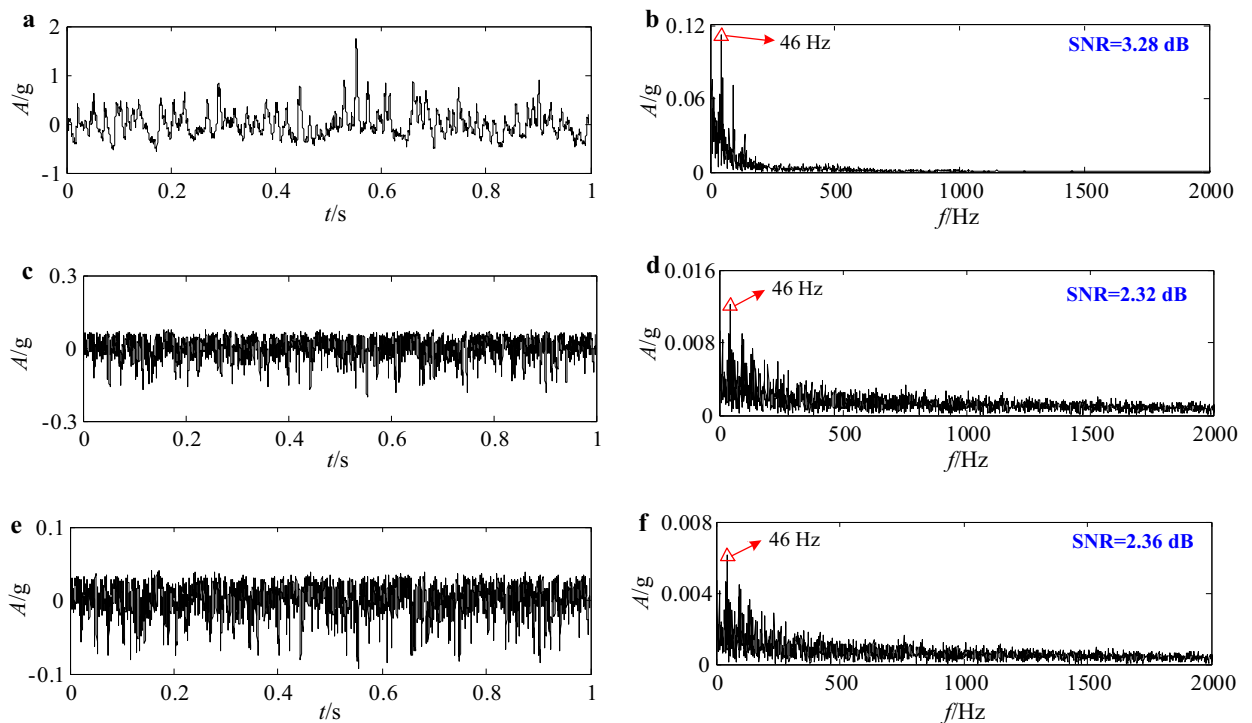 a
2
1
0
-1
A/g
0
0.2
0.4
0.6
0.8
1
t/s
b
0.12
0.06
0
A/g
46 Hz
SNR=3.28 dB
0
500
1000
1500
2000
f/Hz
c
0.3
0
-0.3
A/g
0
0.2
0.4
0.6
0.8
1
t/s
d
0.016
0.008
0
A/g
46 Hz
SNR=2.32 dB
0
500
1000
1500
2000
f/Hz
e
0.1
0
-0.1
A/g
0
0.2
0.4
0.6
0.8
1
t/s
f
0.008
0.004
0
A/g
46 Hz
SNR=2.36 dB
0
500
1000
1500
2000
f/Hz